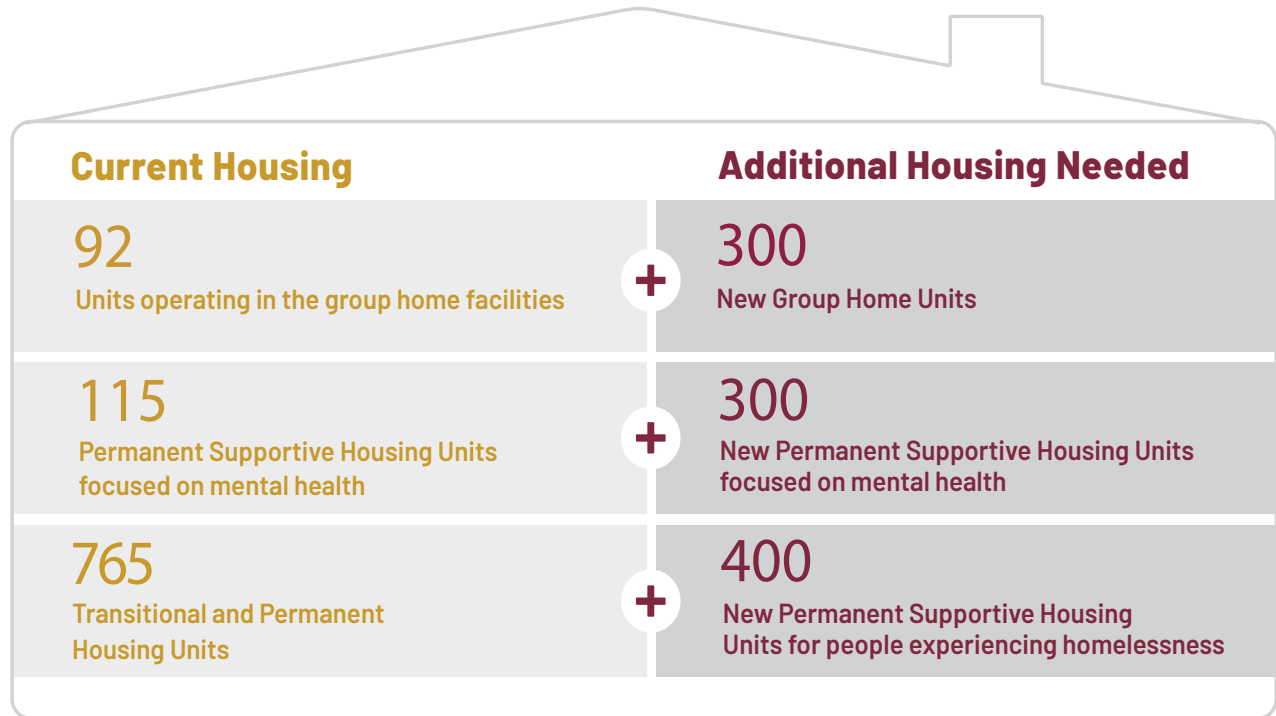 Current Housing
Additional Housing Needed
92
Units operating in the group home facilities
+
300
New Group Home Units
115
Permanent Supportive Housing Units
focused on mental health
+
300
New Permanent Supportive Housing Units
focused on mental health
765
Transitional and Permanent
Housing Units
+
400
New Permanent Supportive Housing
Units for people experiencing homelessness